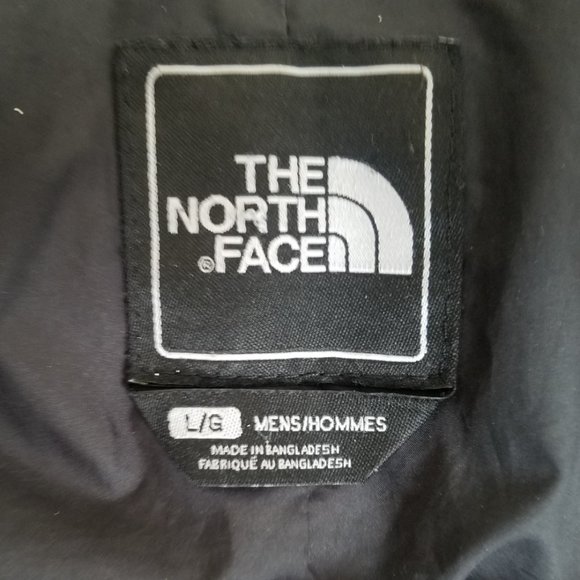 THE
NORTH
FACE
®
L/G MENS/HOMMES
MADE IN BANGLADESH
FABRIQUÉ AU BANGLADESH